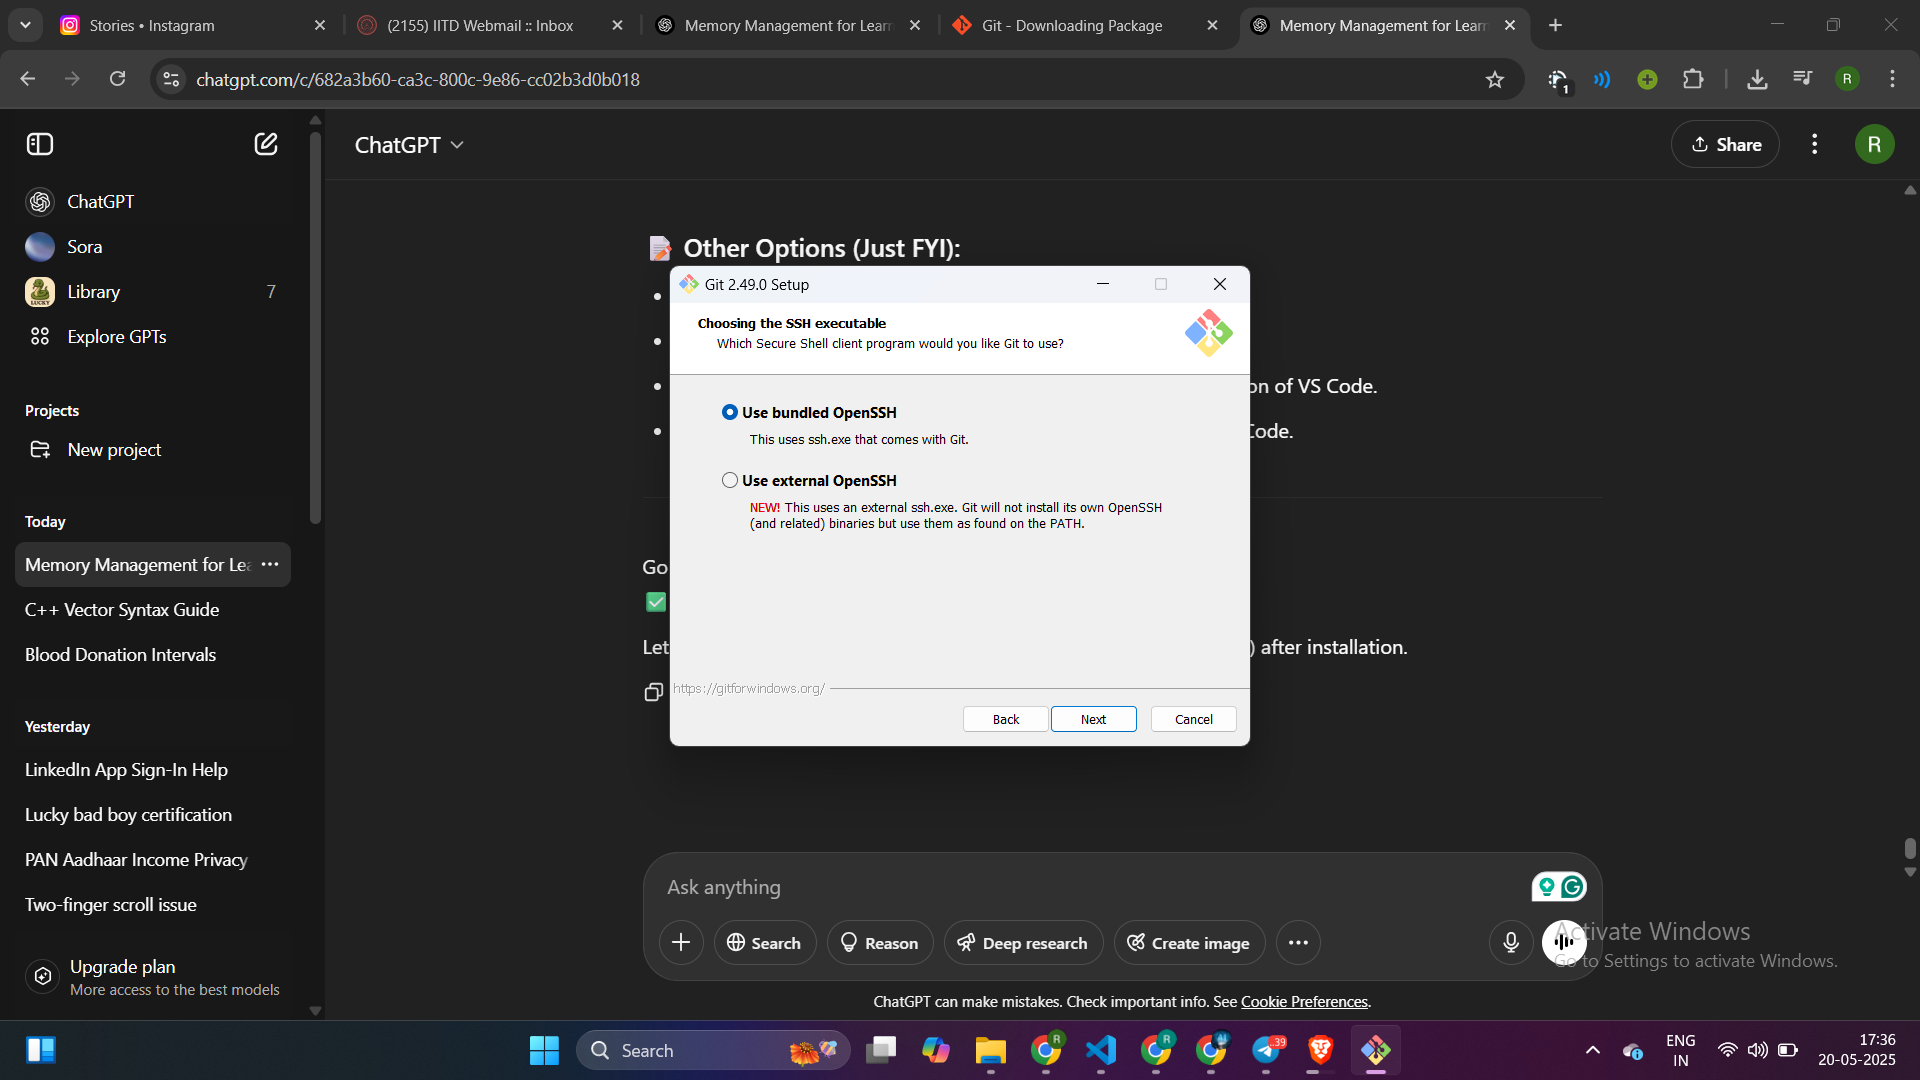 Stories • Instagram
(2155) IITD Webmail :: Inbox
Memory Management for Learn
Git - Downloading Package
Memory Management for Learn
chatgpt.com/c/682a3b60-ca3c-800c-9e86-cc02b3d0b018
1
R
ChatGPT
Share
R
ChatGPT
Sora
LUCKY
Library
7
Explore GPTs
Projects
New project
Today
Memory Management for Lea
C++ Vector Syntax Guide
Blood Donation Intervals
Yesterday
LinkedIn App Sign-In Help
Lucky bad boy certification
PAN Aadhaar Income Privacy
Two-finger scroll issue
Upgrade plan
More access to the best models
Other Options (Just FYI):
on of VS Code.
Code.
Go
Let
) after installation.
Git 2.49.0 Setup
Choosing the SSH executable
Which Secure Shell client program would you like Git to use?
Use bundled OpenSSH
This uses ssh.exe that comes with Git.
Use external OpenSSH
NEW! This uses an external ssh.exe. Git will not install its own OpenSSH
(and related) binaries but use them as found on the PATH.
https://gitforwindows.org/
Back
Next
Cancel
Ask anything
Search
Reason
Deep research
Create image
Activate Windows
Go to Settings to activate Windows.
ChatGPT can make mistakes. Check important info. See Cookie Preferences.
Search
R
R
AI
39
ENG
IN
17:36
20-05-2025